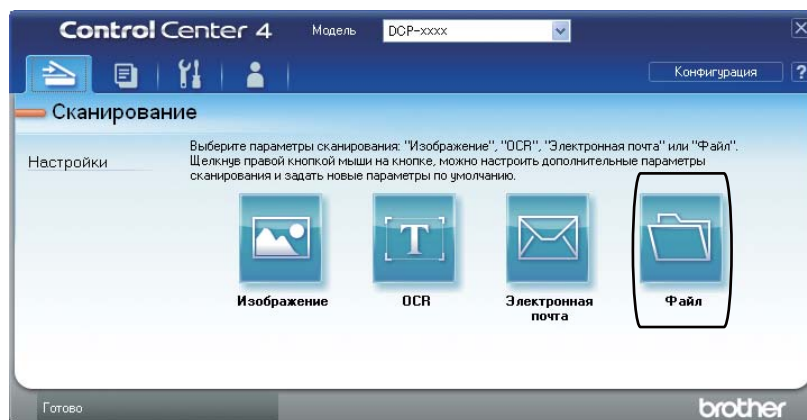 Control Center 4 Модель DCP-xxxx
Конфигурация ?
Сканирование
Настройки
Выберите параметры сканирования: "Изображение", "OCR", "Электронная почта" или "Файл".
Щелкнув правой кнопкой мыши на кнопке, можно настроить дополнительные параметры
сканирования и задать новые параметры по умолчанию.
T
Изображение OCR Электронная Файл
почта
Готово brother